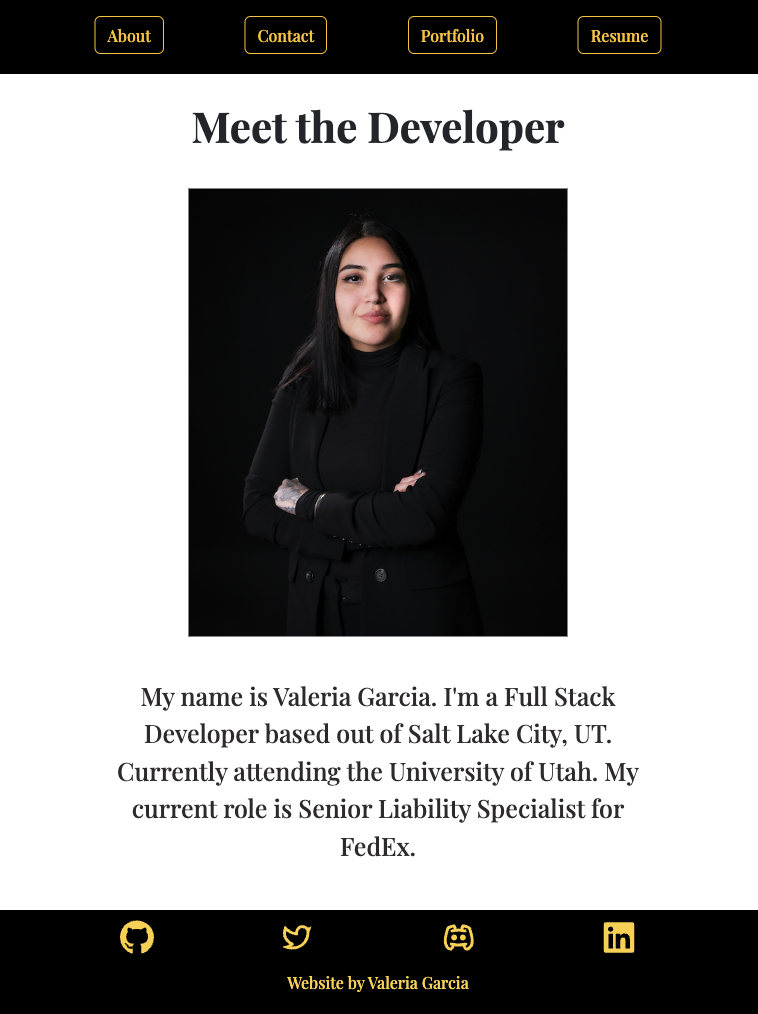 About Contact Portfolio Resume
Meet the Developer
My name is Valeria Garcia. I'm a Full Stack
Developer based out of Salt Lake City, UT.
Currently attending the University of Utah. My
current role is Senior Liability Specialist for
FedEx.
in
Website by Valeria Garcia